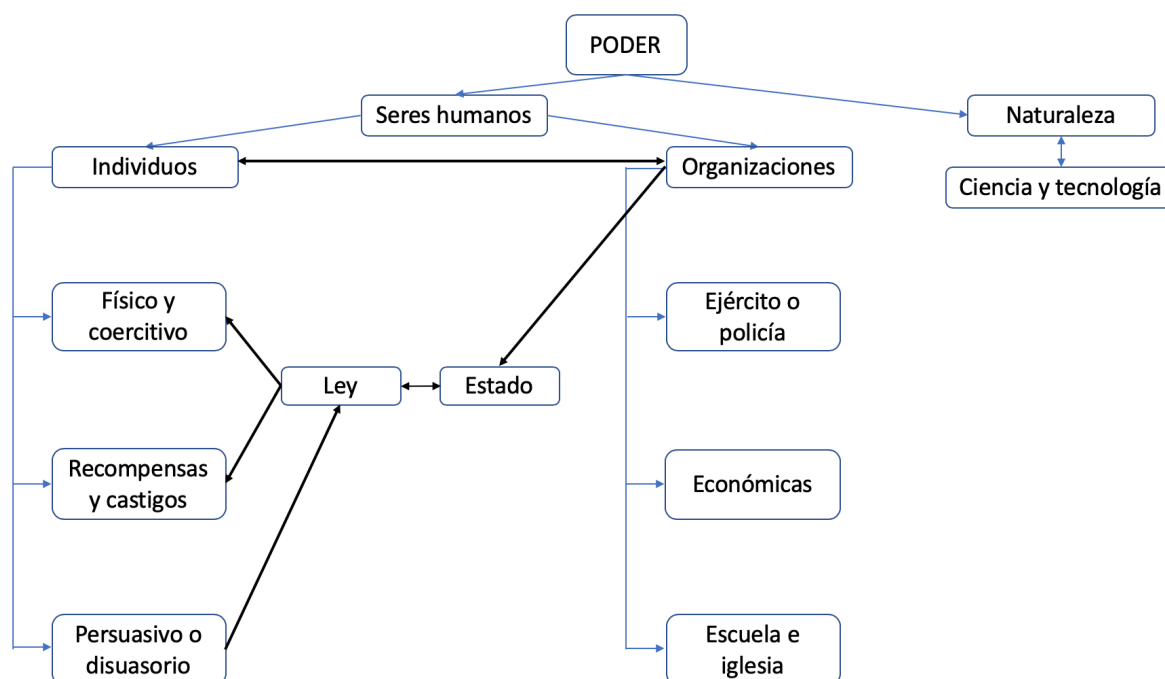 PODER
Seres humanos
Naturaleza
Individuos
Organizaciones
Ciencia y tecnología
Físico y
coercitivo
Ejército o
policía
Ley
Estado
Recompensas
y castigos
Económicas
Persuasivo o
disuasorio
Escuela e
iglesia